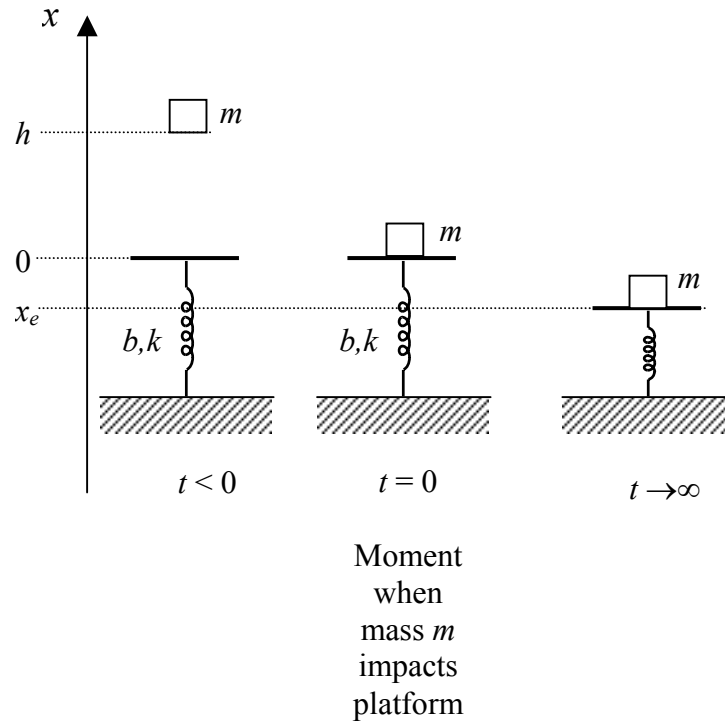 x
m
h
m
0
m
x_e
b,k
b,k
t < 0
t = 0
t →∞
Moment
when
mass m
impacts
platform